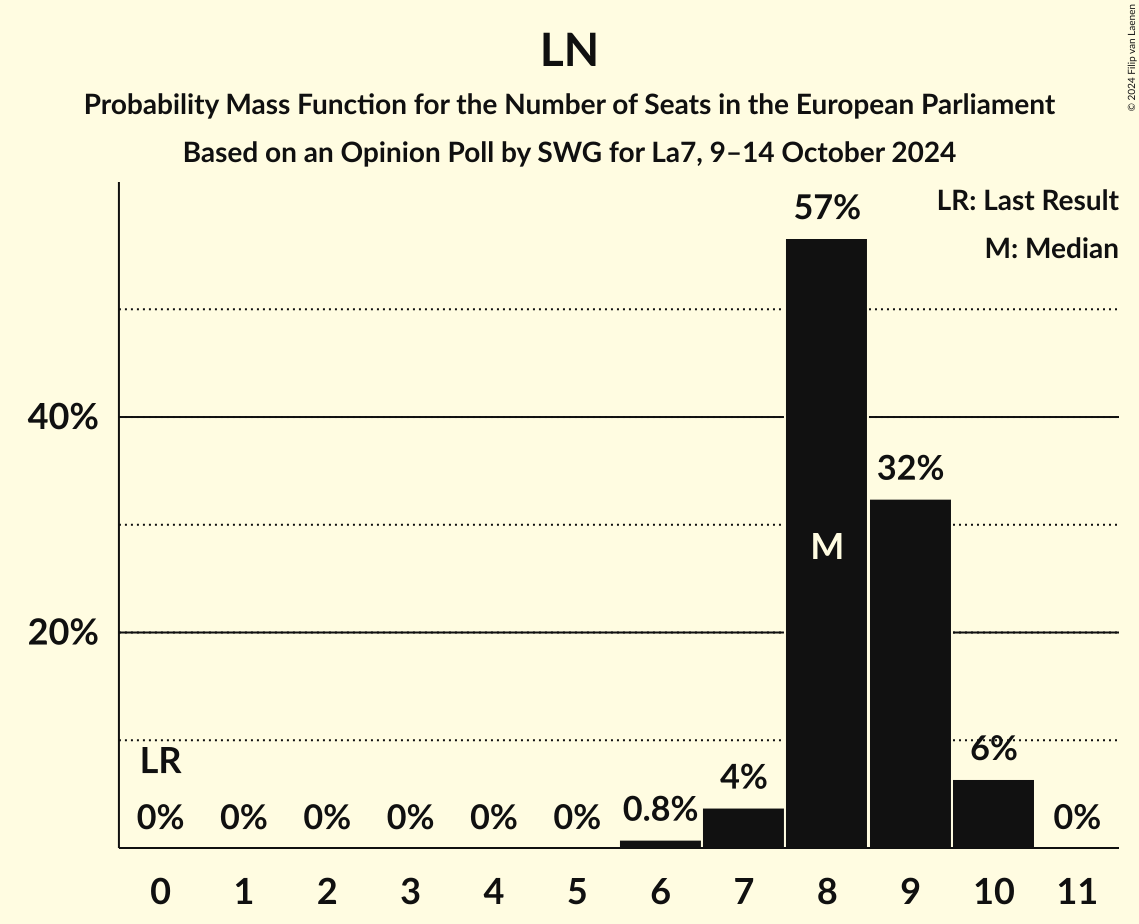 LN
Probability Mass Function for the Number of Seats in the European Parliament
Based on an Opinion Poll by SWG for La7, 9–14 October 2024
© 2024 Filip van Laenen
LR: Last Result
M: Median
57%
40%
32%
M
20%
LR
6%
4%
0% 0% 0% 0% 0% 0% 0.8% 0%
0 1 2 3 4 5 6 7 8 9 10 11